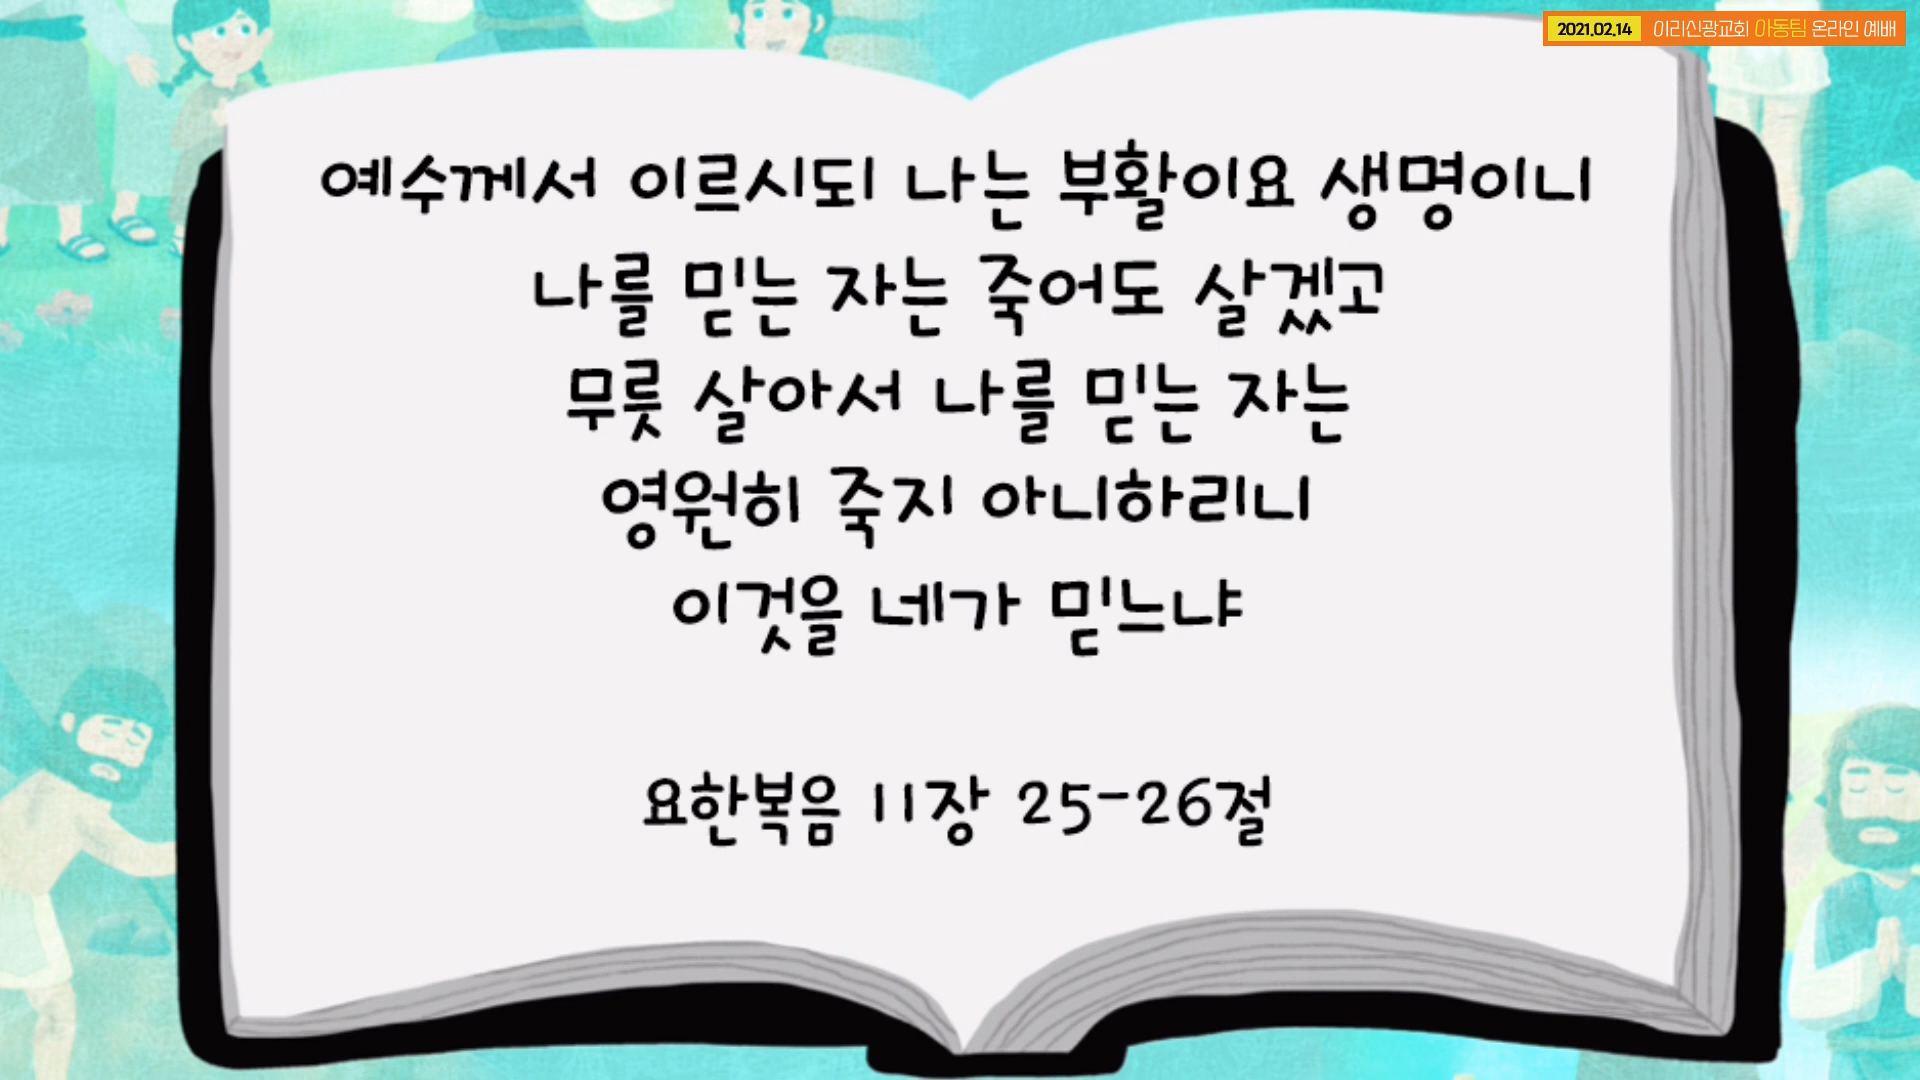 2021.02.14 이리신광교회 아동팀 온라인 예배
예수께서 이르시되 나는 부활이요 생명이니
나를 믿는 자는 죽어도 살겠고
무릇 살아서 나를 믿는 자는
영원히 죽지 아니하리니
이것을 네가 믿느냐
요한복음 11장 25-26절